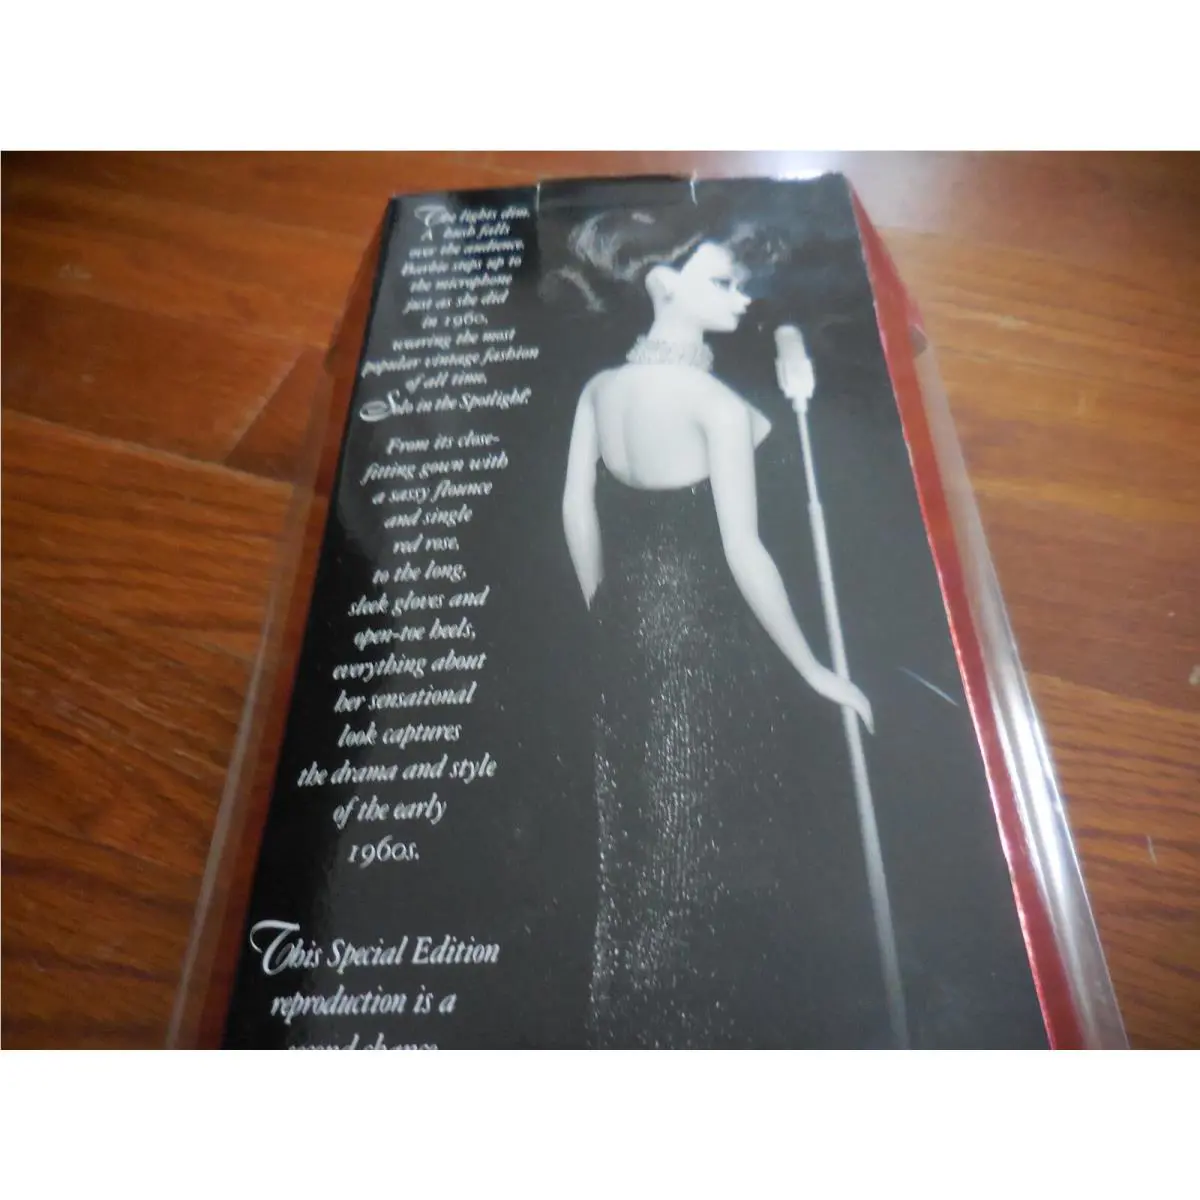 The lights dim.
A hush falls
over the audience.
Barbie steps up to
the microphone
just as she did
in 1960,
wearing the most
popular vintage fashion
of all time,
Solo in the Spotlight.
From its close-
fitting gown with
a sassy flounce
and single
red rose,
to the long,
sleek gloves and
open-toe heels,
everything about
her sensational
look captures
the drama and style
of the early
1960s.
This Special Edition
reproduction is a
second chance